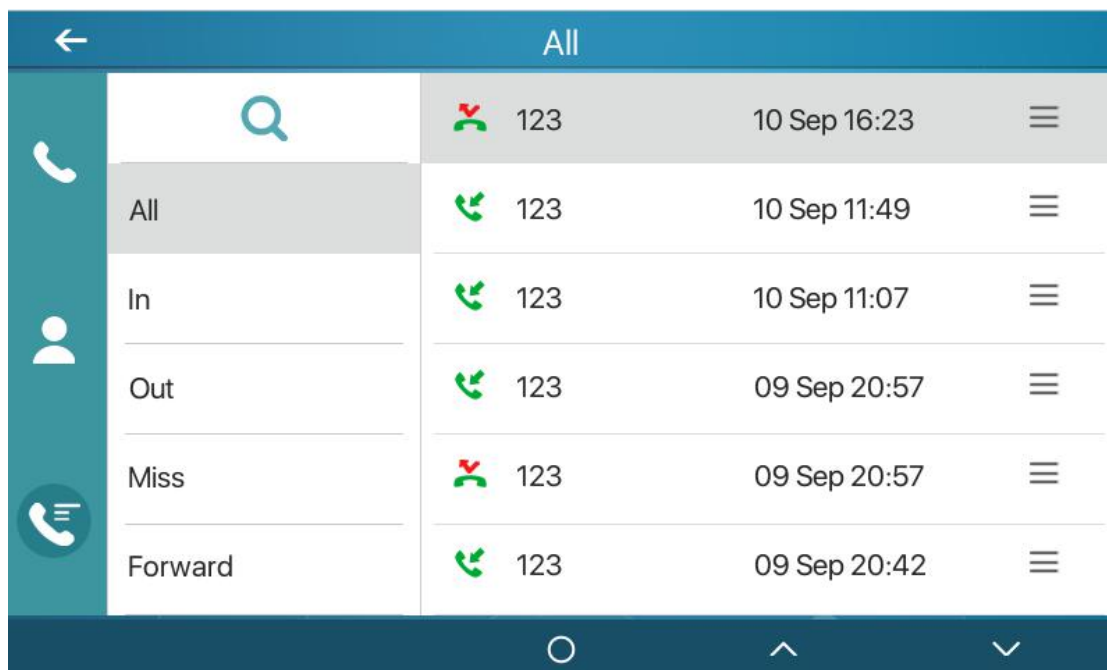 All
All
In
Out
Miss
Forward
123 10 Sep 16:23
123 10 Sep 11:49
123 10 Sep 11:07
123 09 Sep 20:57
123 09 Sep 20:57
123 09 Sep 20:42